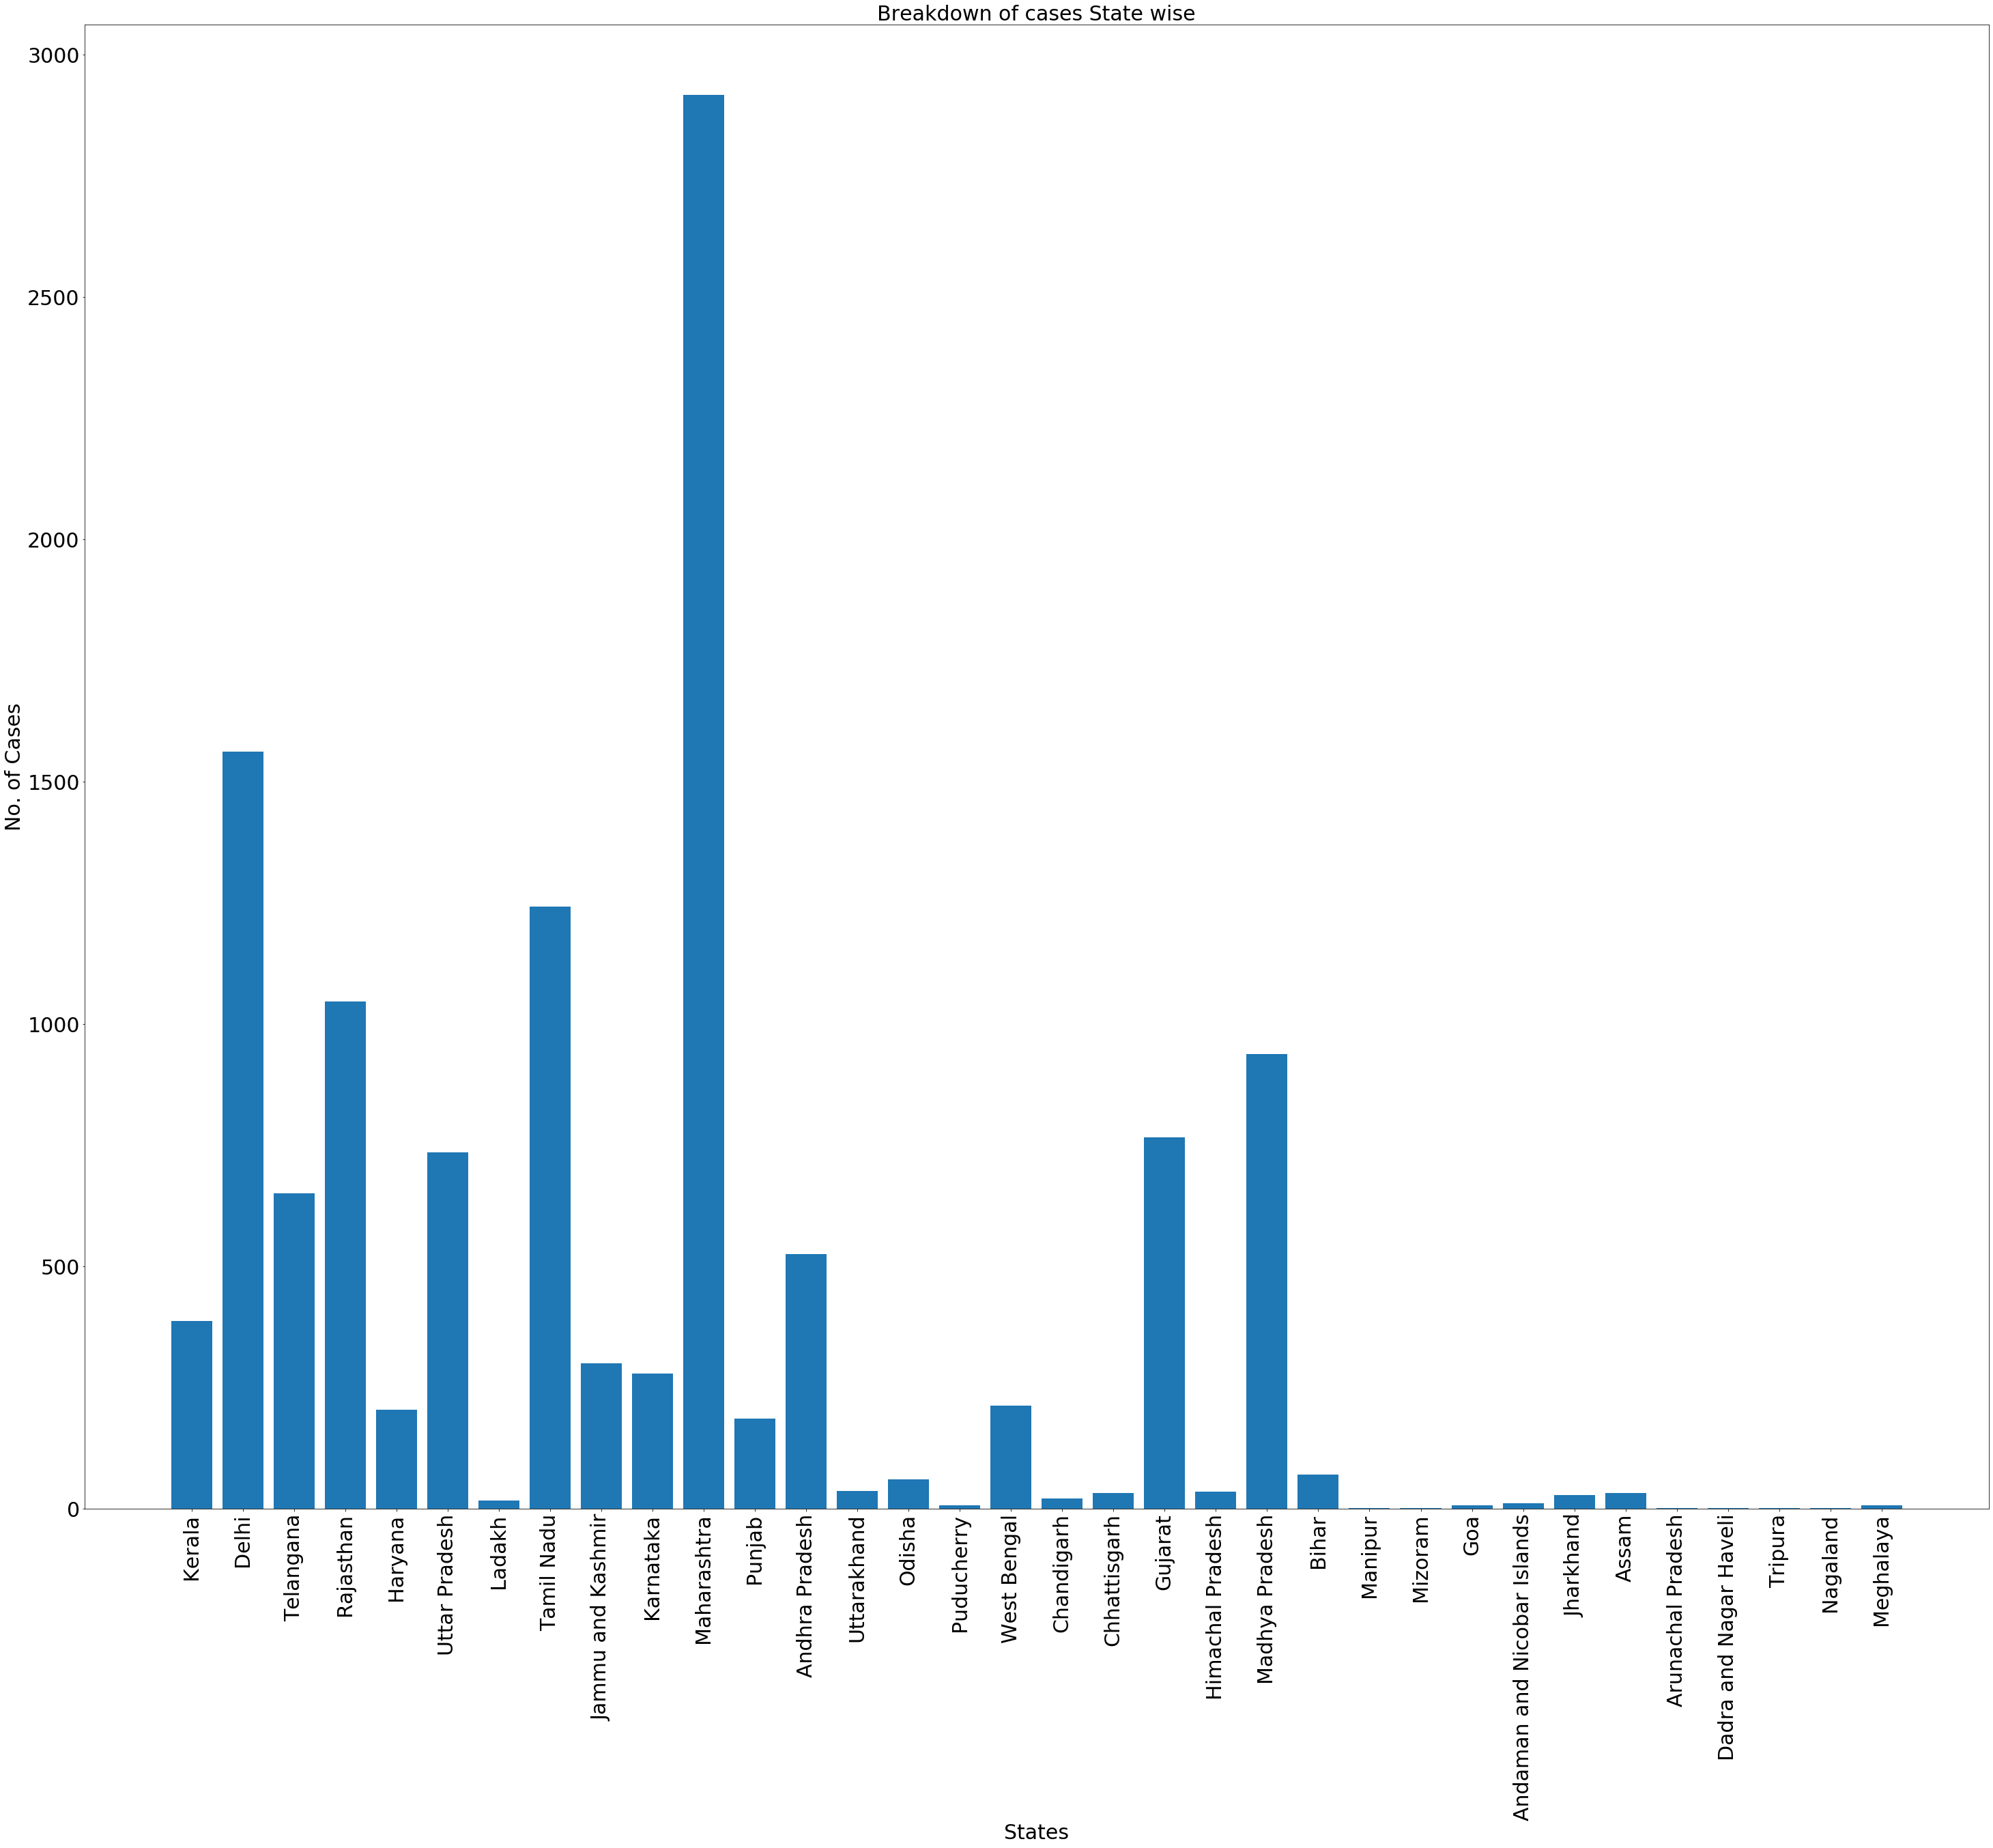 Breakdown of cases State wise
No. of Cases
3000
2500
2000
1500
1000
500
0
Kerala
Delhi
Telangana
Rajasthan
Haryana
Uttar Pradesh
Ladakh
Tamil Nadu
Jammu and Kashmir
Karnataka
Maharashtra
Punjab
Andhra Pradesh
Uttarakhand
Odisha
Puducherry
West Bengal
Chandigarh
Chhattisgarh
Gujarat
Himachal Pradesh
Madhya Pradesh
Bihar
Manipur
Mizoram
Goa
Andaman and Nicobar Islands
Jharkhand
Assam
Arunachal Pradesh
Dadra and Nagar Haveli
Tripura
Nagaland
Meghalaya
States